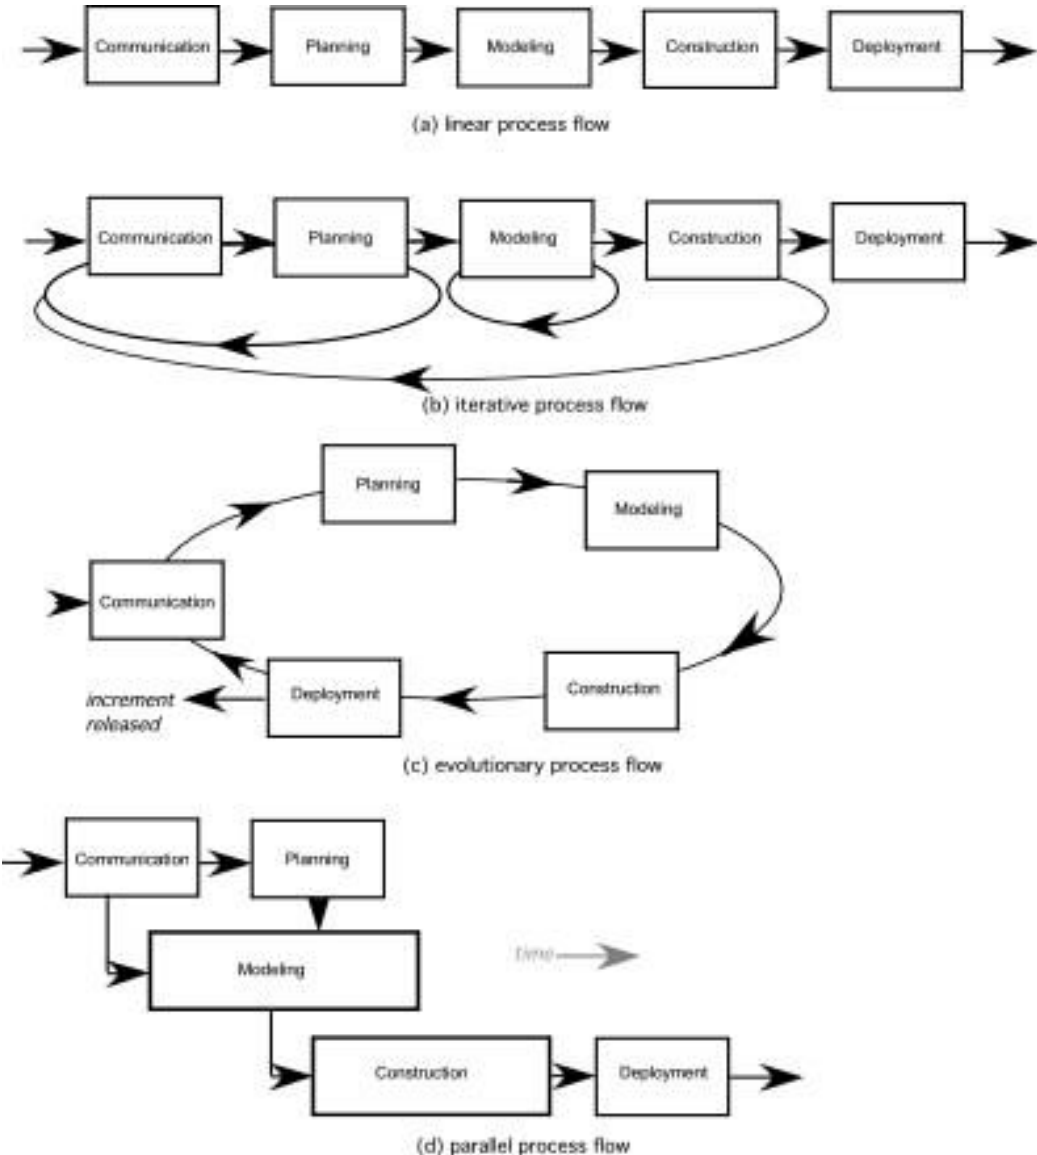 Communication Planning Modeling Construction Deployment
(a) linear process flow
Communication Planning Modeling Construction Deployment
(b) iterative process flow
Planning
Modeling
Communication
Construction
Deployment
increment
released
(c) evolutionary process flow
Communication Planning
time
Modeling
Construction Deployment
(d) parallel process flow